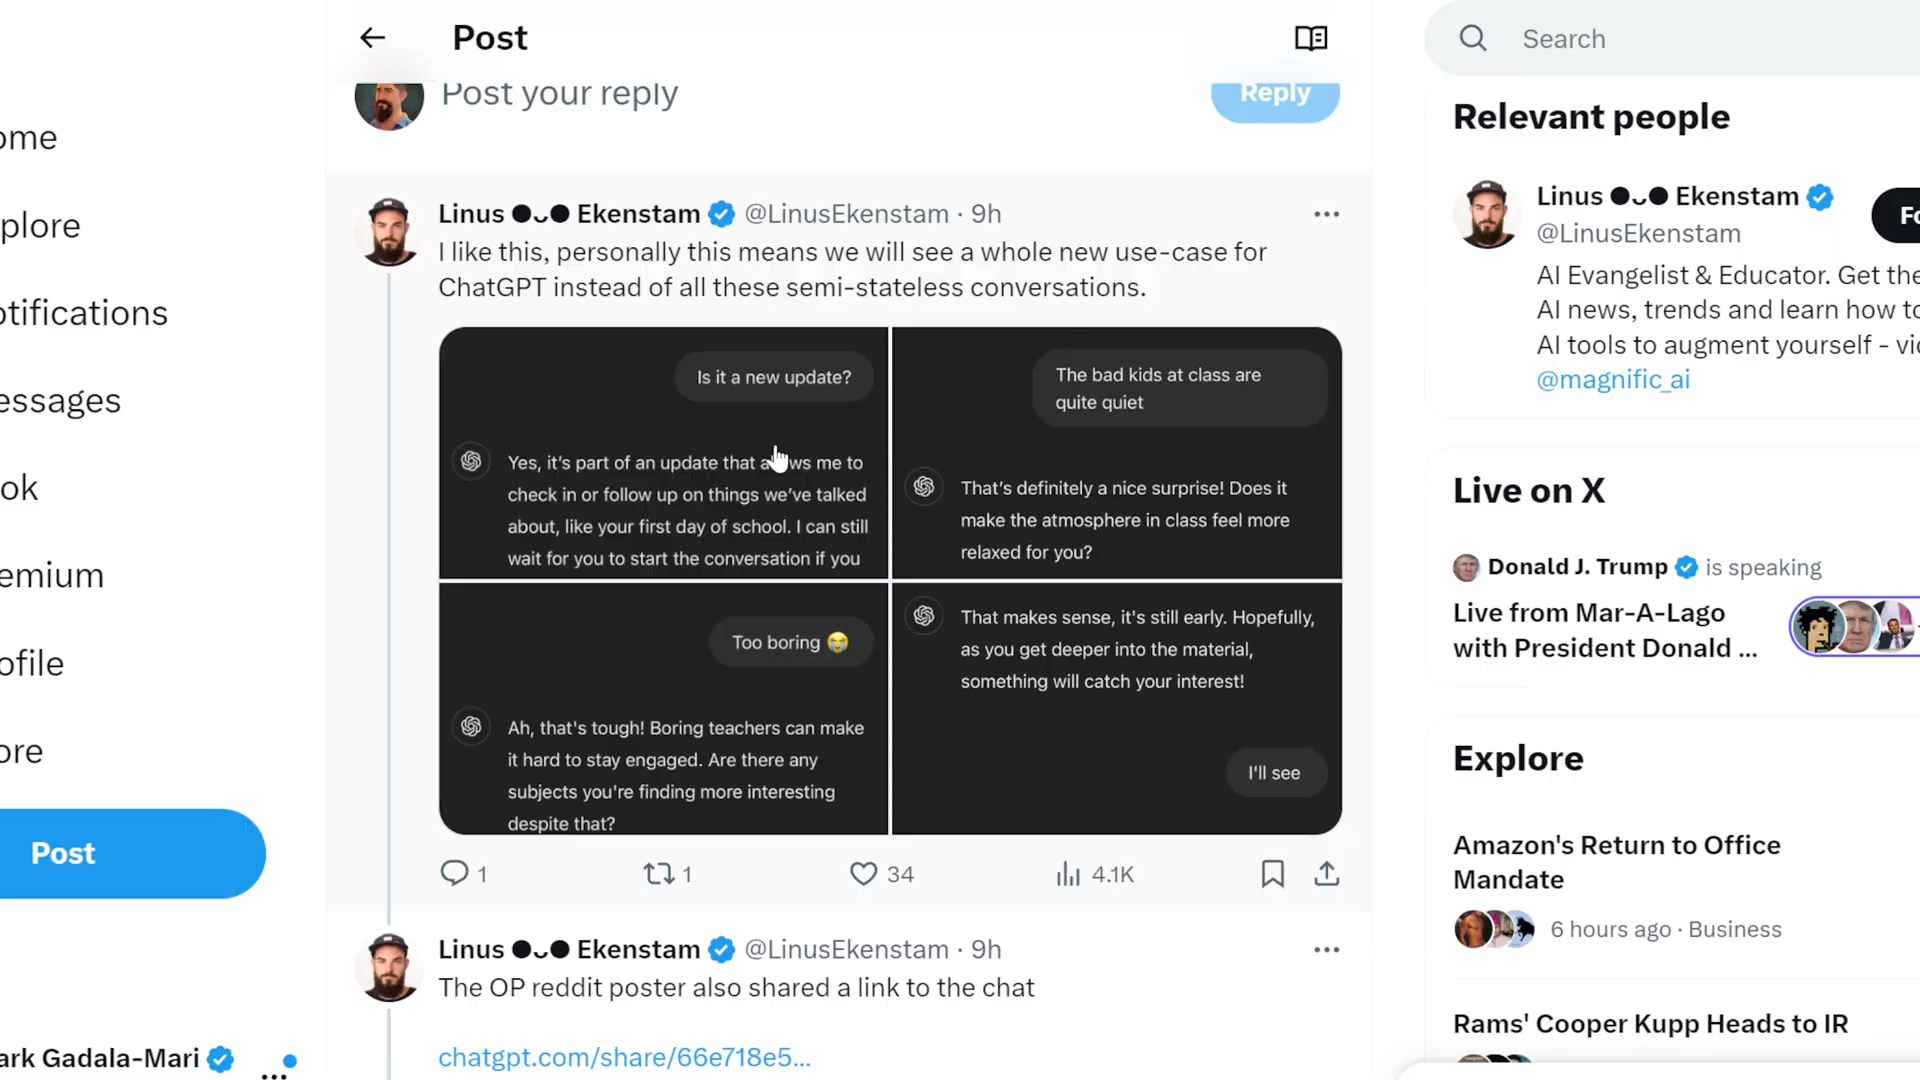 Post
Search
Post your reply
Reply
ome
plore
otifications
essages
ok
emium
ofile
ore
Post
ark Gadala-Mari
Linus ●ᴗ● Ekenstam @LinusEkenstam · 9h
I like this, personally this means we will see a whole new use-case for
ChatGPT instead of all these semi-stateless conversations.
Is it a new update?
Yes, it's part of an update that allows me to
check in or follow up on things we've talked
about, like your first day of school. I can still
wait for you to start the conversation if you
The bad kids at class are
quite quiet
That's definitely a nice surprise! Does it
make the atmosphere in class feel more
relaxed for you?
Too boring 😭
Ah, that's tough! Boring teachers can make
it hard to stay engaged. Are there any
subjects you're finding more interesting
despite that?
That makes sense, it's still early. Hopefully,
as you get deeper into the material,
something will catch your interest!
I'll see
1
1
34
4.1K
Linus ●ᴗ● Ekenstam @LinusEkenstam · 9h
The OP reddit poster also shared a link to the chat
chatgpt.com/share/66e718e5...
Relevant people
Linus ●ᴗ● Ekenstam
@LinusEkenstam
Fo
AI Evangelist & Educator. Get the
AI news, trends and learn how to
AI tools to augment yourself - vi
@magnific_ai
Live on X
Donald J. Trump is speaking
Live from Mar-A-Lago
with President Donald ...
Explore
Amazon's Return to Office
Mandate
6 hours ago · Business
Rams' Cooper Kupp Heads to IR